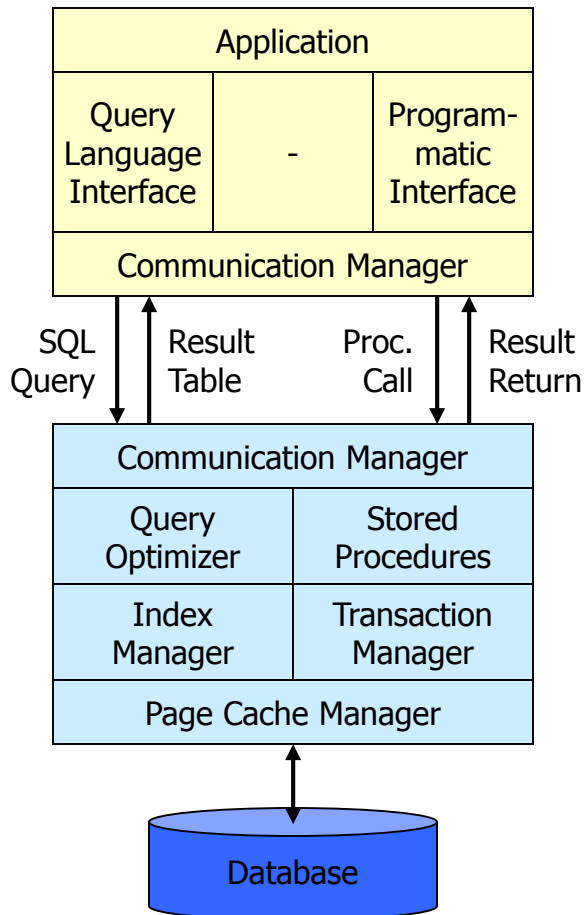 Application
Query
Language
Interface
-
Program-
matic
Interface
Communication Manager
SQL
Query
Result
Table
Proc.
Call
Result
Return
Communication Manager
Query
Optimizer
Stored
Procedures
Index
Manager
Transaction
Manager
Page Cache Manager
Database